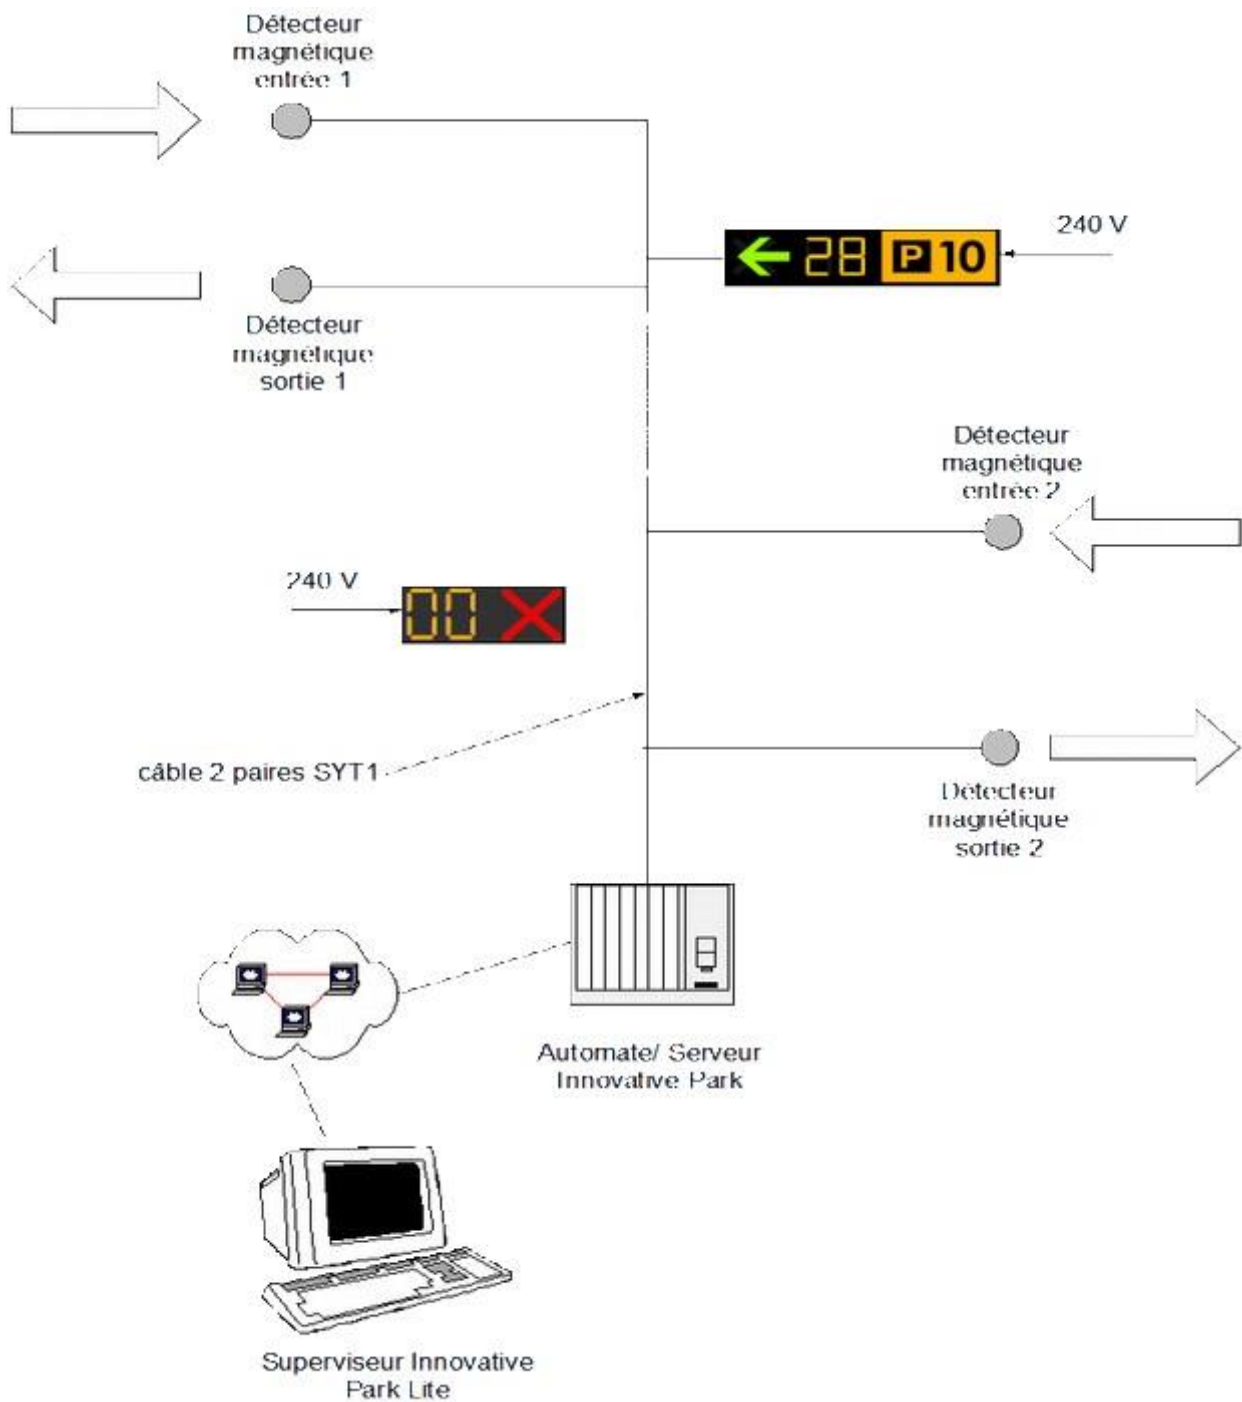 Détecteur
magnétique
entrée 1
240 V
28 P 10
Détecteur
magnétique
sortie 1
Détecteur
magnétique
entrée 2
240 V
00
câble 2 paires SYT1
Détecteur
magnétique
sortie 2
Automate/ Serveur
Innovative Park
Superviseur Innovative
Park Lite